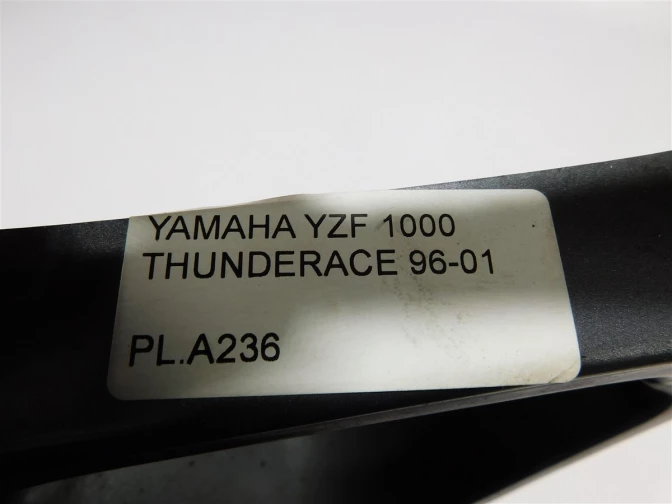 YAMAHA YZF 1000
THUNDERACE 96-01
PL.A236